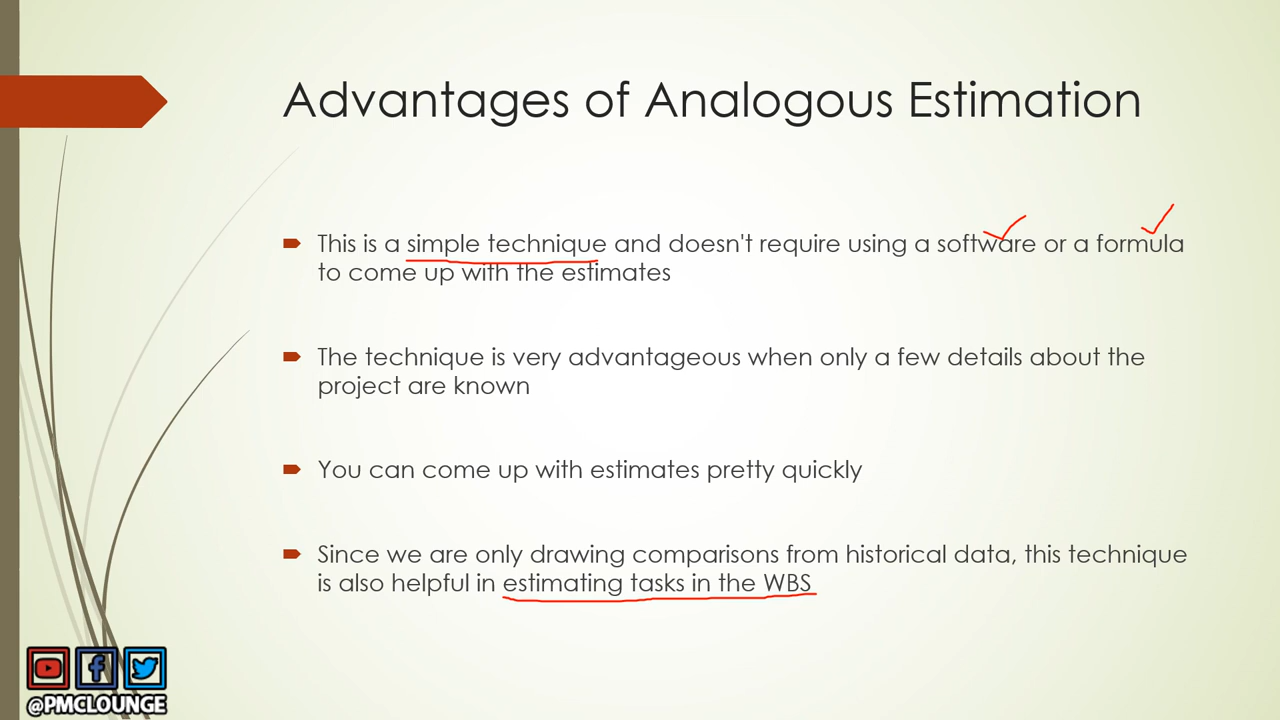 Advantages of Analogous Estimation
This is a simple technique and doesn't require using a software or a formula
to come up with the estimates
The technique is very advantageous when only a few details about the
project are known
You can come up with estimates pretty quickly
Since we are only drawing comparisons from historical data, this technique
is also helpful in estimating tasks in the WBS
@PMCLOUNGE